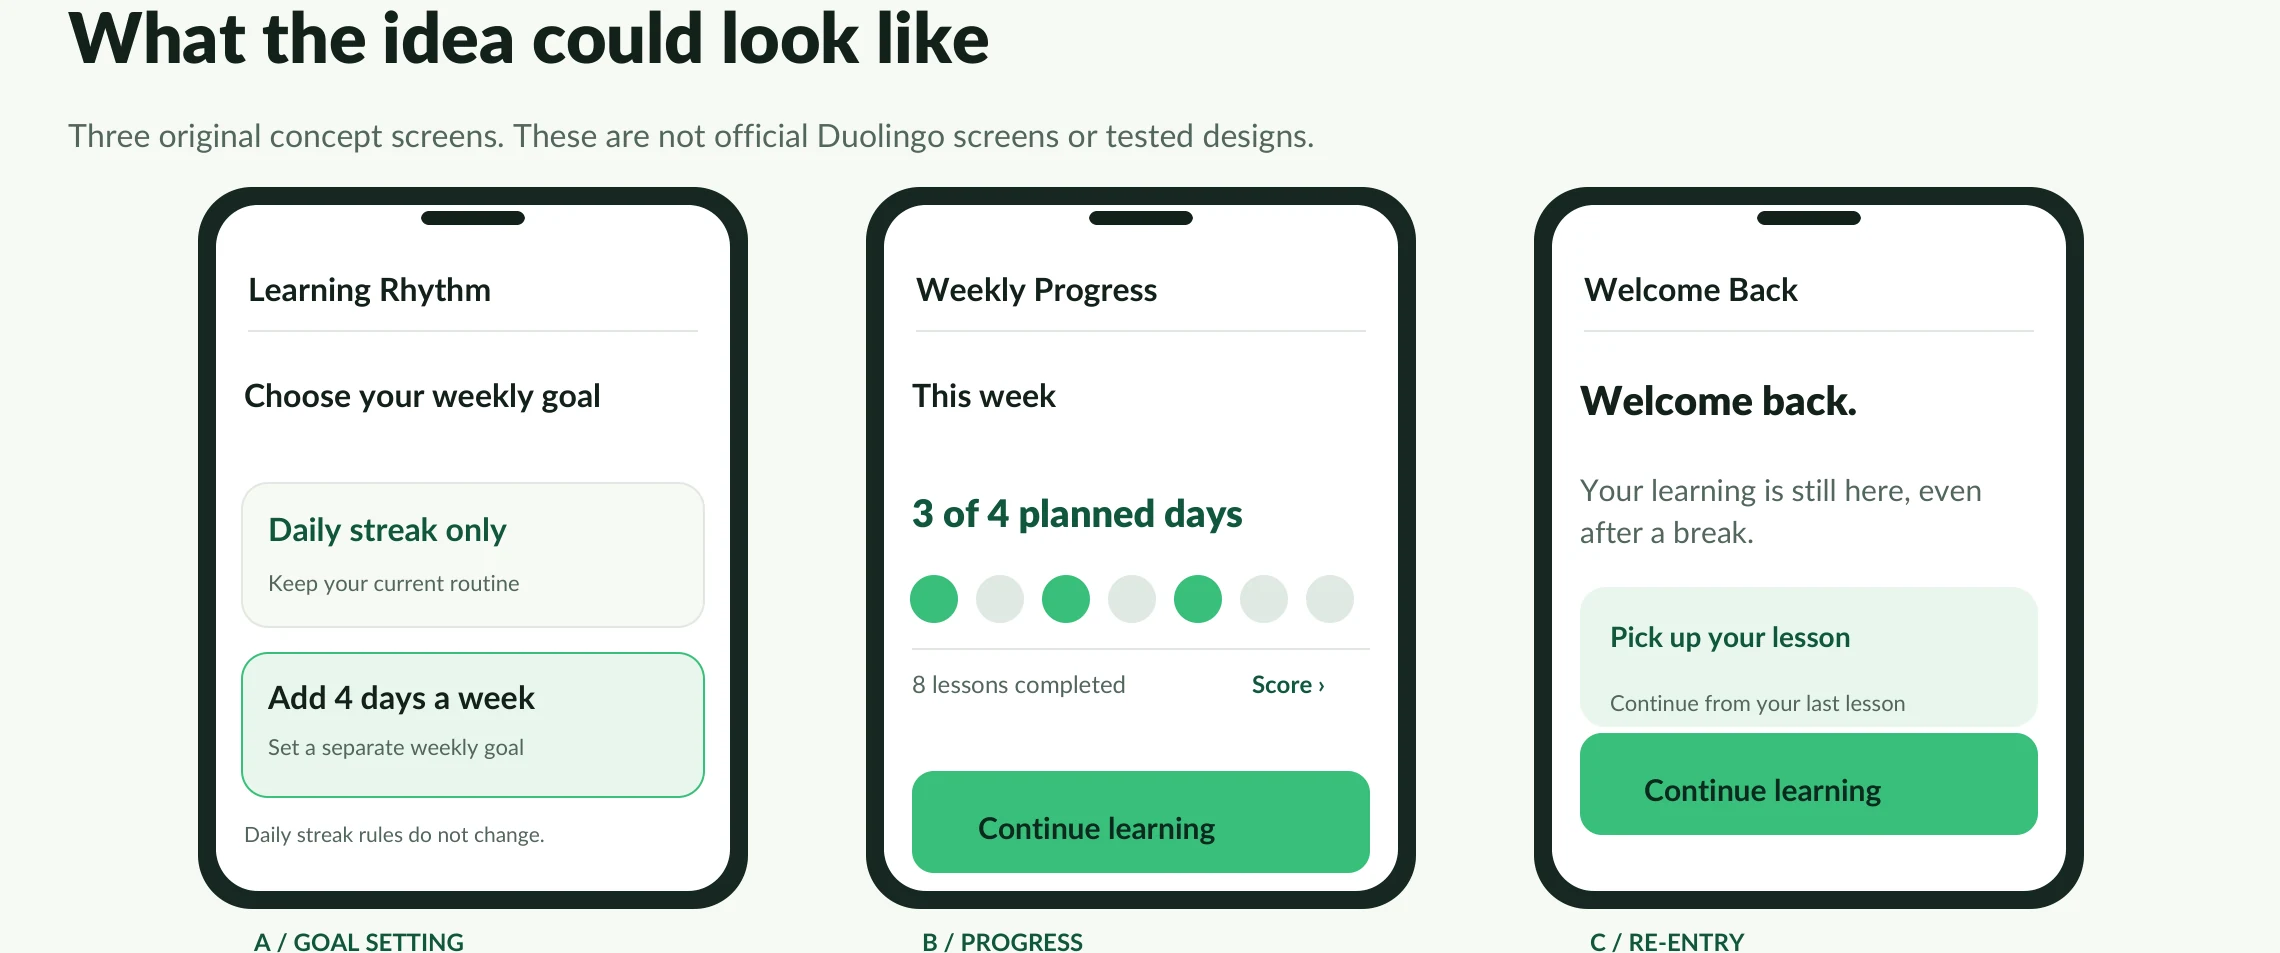 What the idea could look like
Three original concept screens. These are not official Duolingo screens or tested designs.
Learning Rhythm
Choose your weekly goal
Daily streak only
Keep your current routine
Add 4 days a week
Set a separate weekly goal
Daily streak rules do not change.
A / GOAL SETTING
Weekly Progress
This week
3 of 4 planned days
8 lessons completed
Score ›
Continue learning
B / PROGRESS
Welcome Back
Welcome back.
Your learning is still here, even
after a break.
Pick up your lesson
Continue from your last lesson
Continue learning
C / RE-ENTRY